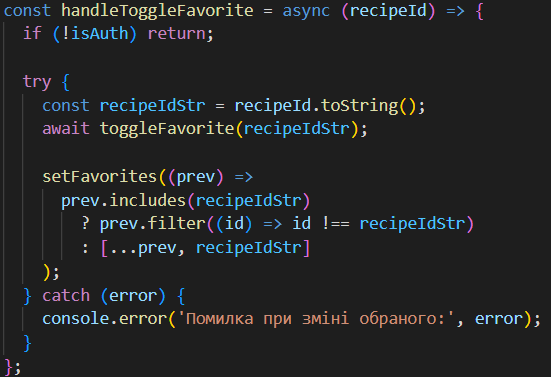 const handleToggleFavorite = async (recipeId) => {
if (!isAuth) return;
try {
const recipeIdStr = recipeId.toString();
await toggleFavorite(recipeIdStr);
setFavorites((prev) =>
prev.includes(recipeIdStr)
? prev.filter((id) => id !== recipeIdStr)
: [...prev, recipeIdStr]
);
} catch (error) {
console.error('Помилка при зміні обраного:', error);
}
};